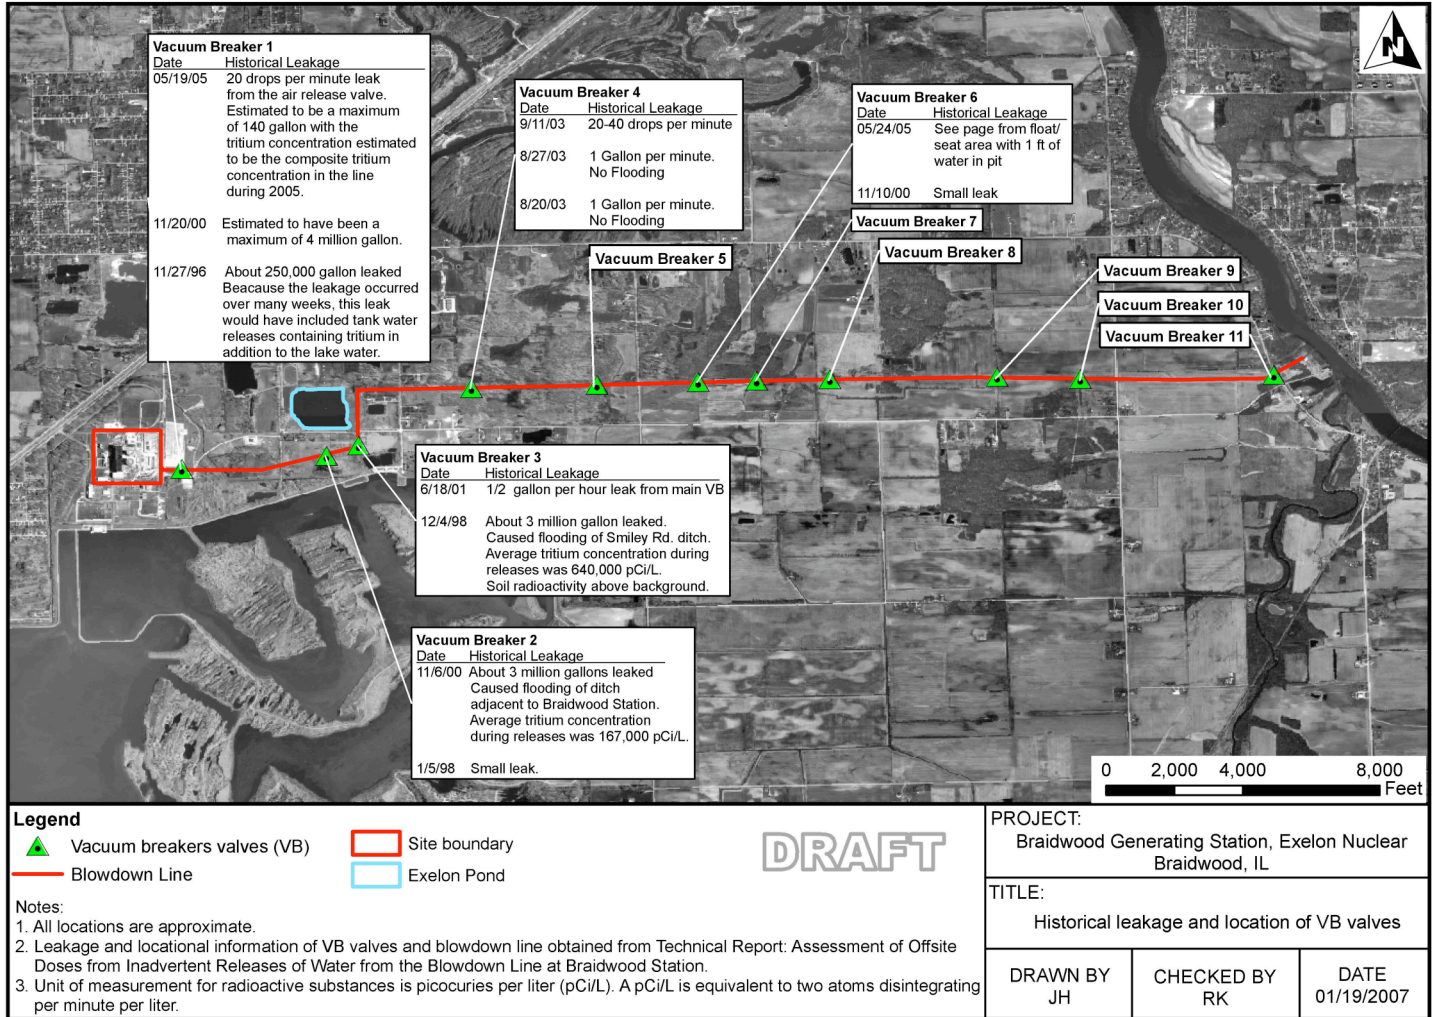 N
Vacuum Breaker 1
Date Historical Leakage
05/19/05 20 drops per minute leak
from the air release valve.
Estimated to be a maximum
of 140 gallon with the
tritium concentration estimated
to be the composite tritium
concentration in the line
during 2005.
11/20/00 Estimated to have been a
maximum of 4 million gallon.
11/27/96 About 250,000 gallon leaked
Beacause the leakage occurred
over many weeks, this leak
would have included tank water
releases containing tritium in
addition to the lake water.
Vacuum Breaker 4
Date Historical Leakage
9/11/03 20-40 drops per minute
8/27/03 1 Gallon per minute.
No Flooding
8/20/03 1 Gallon per minute.
No Flooding
Vacuum Breaker 6
Date Historical Leakage
05/24/05 See page from float/
seat area with 1 ft of
water in pit
11/10/00 Small leak
Vacuum Breaker 7
Vacuum Breaker 5
Vacuum Breaker 8
Vacuum Breaker 9
Vacuum Breaker 10
Vacuum Breaker 11
Vacuum Breaker 3
Date Historical Leakage
6/18/01 1/2 gallon per hour leak from main VB
12/4/98 About 3 million gallon leaked.
Caused flooding of Smiley Rd. ditch.
Average tritium concentration during
releases was 640,000 pCi/L.
Soil radioactivity above background.
Vacuum Breaker 2
Date Historical Leakage
11/6/00 About 3 million gallons leaked
Caused flooding of ditch
adjacent to Braidwood Station.
Average tritium concentration
during releases was 167,000 pCi/L.
1/5/98 Small leak.
0 2,000 4,000 8,000
Feet
Legend
Vacuum breakers valves (VB)
Site boundary
Blowdown Line
Exelon Pond
DRAFT
Notes:
1. All locations are approximate.
2. Leakage and locational information of VB valves and blowdown line obtained from Technical Report: Assessment of Offsite
Doses from Inadvertent Releases of Water from the Blowdown Line at Braidwood Station.
3. Unit of measurement for radioactive substances is picocuries per liter (pCi/L). A pCi/L is equivalent to two atoms disintegrating
per minute per liter.
PROJECT:
Braidwood Generating Station, Exelon Nuclear
Braidwood, IL
TITLE:
Historical leakage and location of VB valves
DRAWN BY
JH
CHECKED BY
RK
DATE
01/19/2007